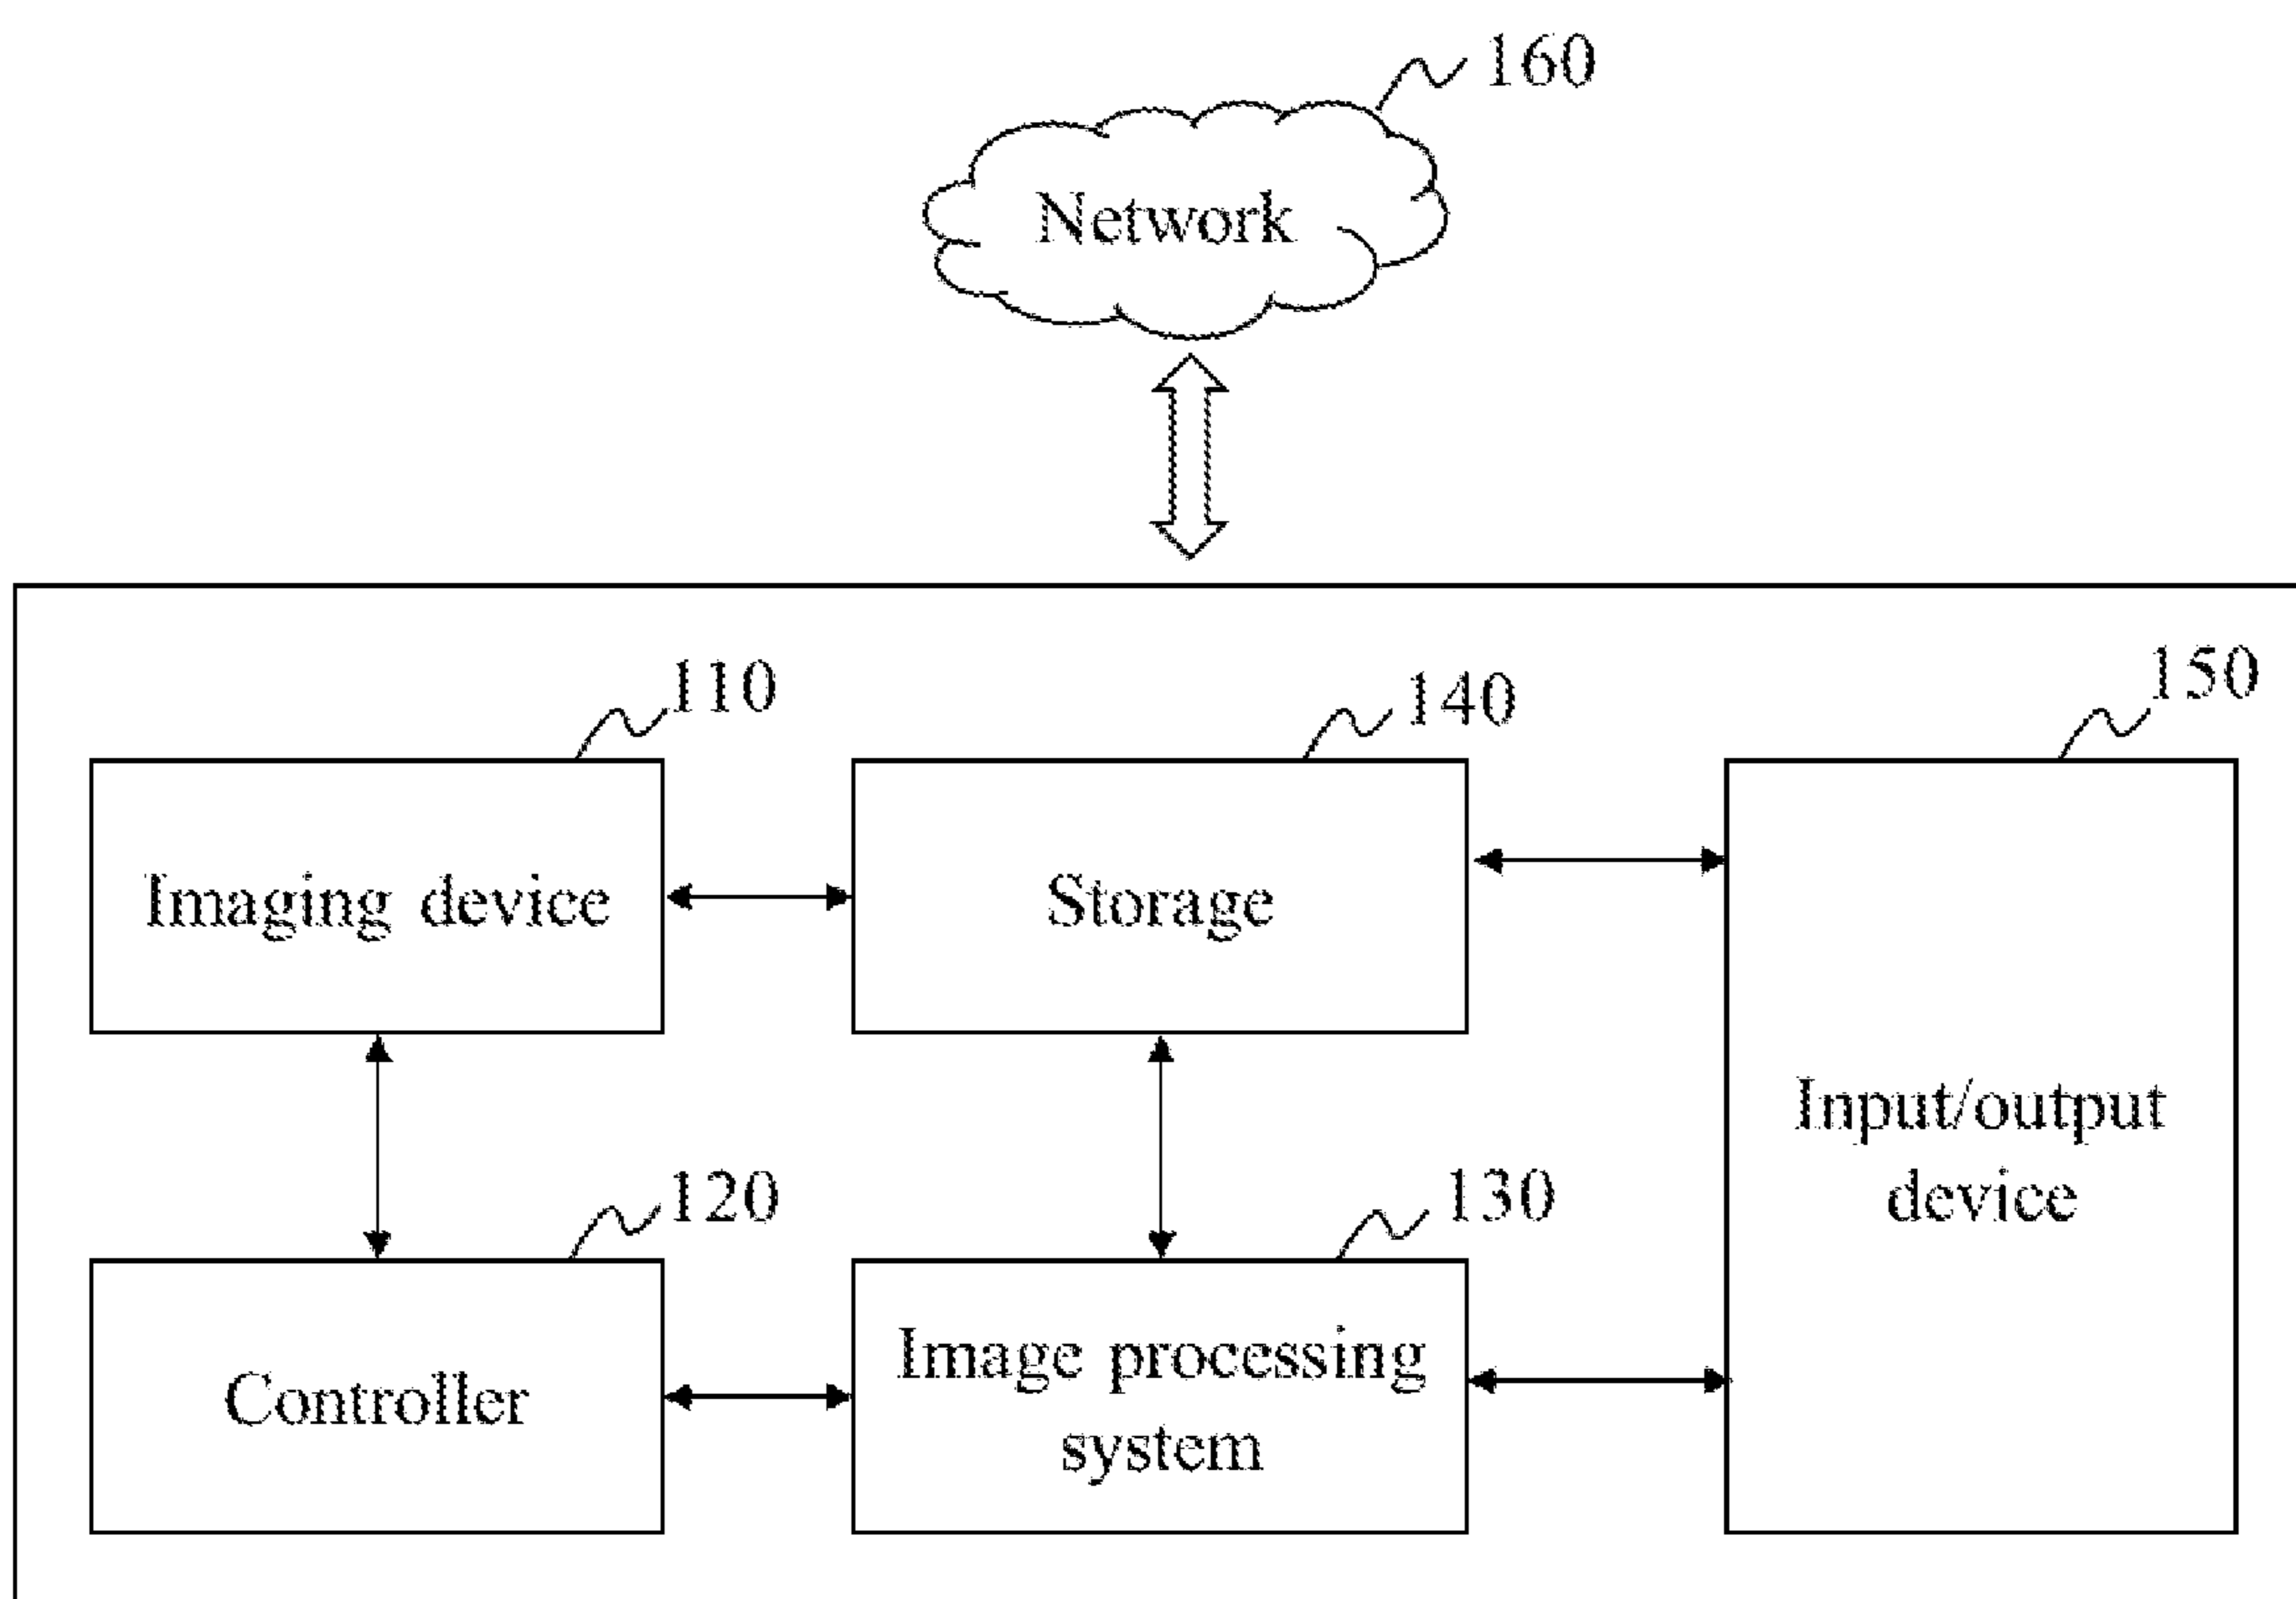 160
Network
110
140
150
Imaging device
Storage
Input/output
device
120
130
Controller
Image processing
system